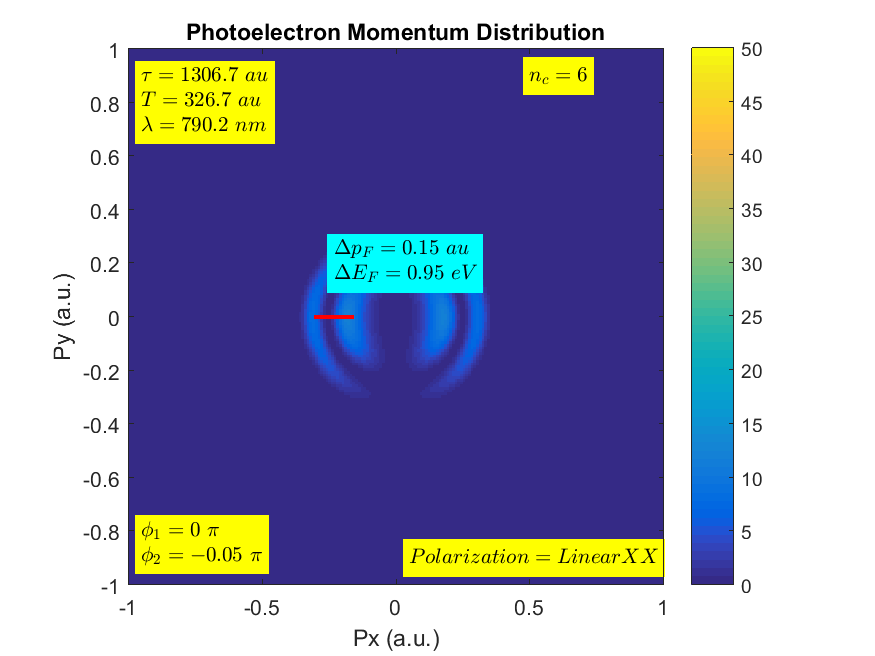 Photoelectron Momentum Distribution
τ = 1306.7 au
T = 326.7 au
λ = 790.2 nm
n_c = 6
Δp_F = 0.15 au
ΔE_F = 0.95 eV
ϕ_1 = 0 π
ϕ_2 = −0.05 π
Polarization = LinearXX
Py (a.u.)
1
0.8
0.6
0.4
0.2
0
-0.2
-0.4
-0.6
-0.8
-1
-1
-0.5
0
0.5
1
Px (a.u.)
50
45
40
35
30
25
20
15
10
5
0